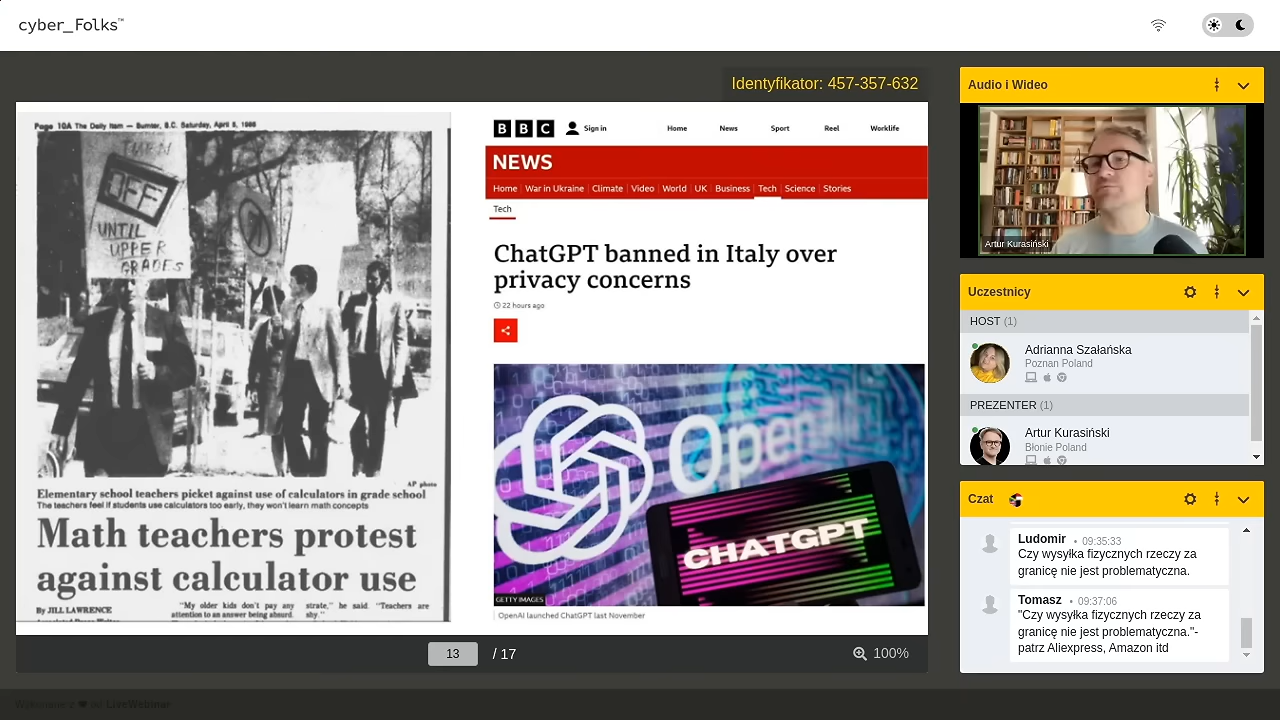 cyber_Folks™
Identyfikator: 457-357-632
Page 10A The Daily Item — Sumter, S.C. Saturday, April 5, 1986
TURN
OFF
UNTIL
UPPER
GRADES
AP photo
Elementary school teachers picket against use of calculators in grade school
The teachers feel if students use calculators too early, they won't learn math concepts
Math teachers protest
against calculator use
By JILL LAWRENCE
"My older kids don't pay any
attention to an answer being absurd.
strate," he said. "Teachers are
shy."
BBC
Sign in
Home
News
Sport
Reel
Worklife
NEWS
Home
War in Ukraine
Climate
Video
World
UK
Business
Tech
Science
Stories
Tech
ChatGPT banned in Italy over
privacy concerns
22 hours ago
OpenAI
CHATGPT
GETTY IMAGES
OpenAI launched ChatGPT last November
13
/ 17
100%
Audio i Wideo
Artur Kurasiński
Uczestnicy
HOST (1)
Adrianna Szałańska
Poznan Poland
PREZENTER (1)
Artur Kurasiński
Błonie Poland
Czat
Ludomir • 09:35:33
Czy wysyłka fizycznych rzeczy za
granicę nie jest problematyczna.
Tomasz • 09:37:06
"Czy wysyłka fizycznych rzeczy za
granicę nie jest problematyczna."-
patrz Aliexpress, Amazon itd
LiveWebinar